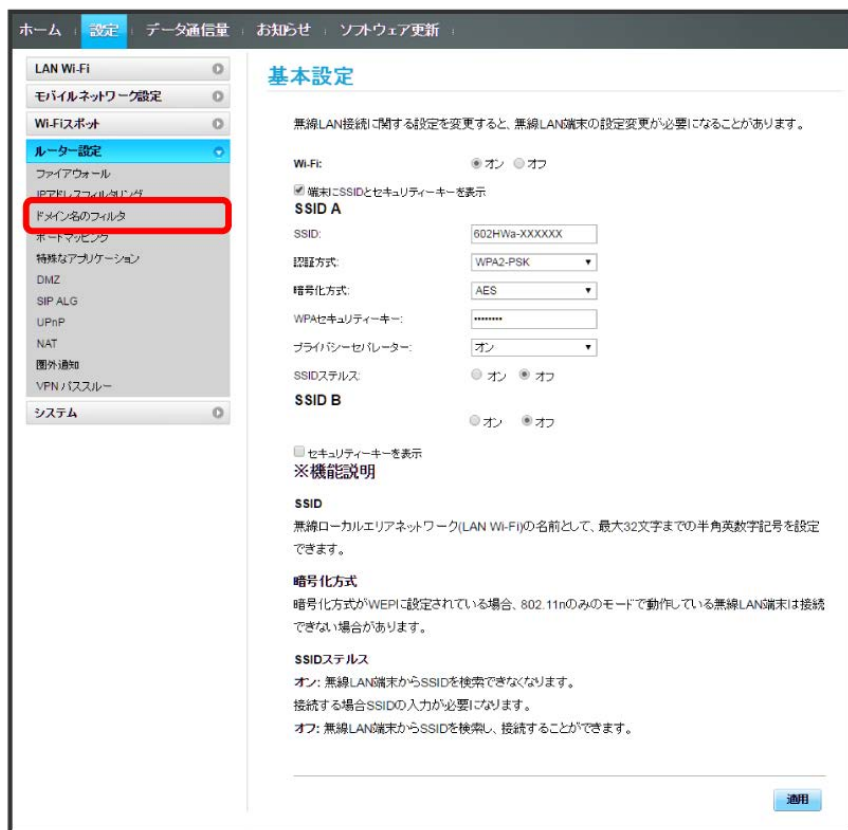 ホーム 設定 データ通信量 お知らせ ソフトウェア更新
LAN Wi-Fi
モバイルネットワーク設定
Wi-Fiスポット
ルーター設定
ファイアウォール
IPアドレスフィルタリング
ドメイン名のフィルタ
ポートマッピング
特殊なアプリケーション
DMZ
SIP ALG
UPnP
NAT
圏外通知
VPN パススルー
システム
基本設定
無線LAN接続に関する設定を変更すると、無線LAN端末の設定変更が必要になることがあります。
Wi-Fi: オン オフ
端末にSSIDとセキュリティーキーを表示
SSID A
SSID: 602HWa-XXXXXX
認証方式: WPA2-PSK
暗号化方式: AES
WPAセキュリティーキー: ••••••••
プライバシーセパレーター: オン
SSIDステルス: オン オフ
SSID B
オン オフ
セキュリティーキーを表示
※機能説明
SSID
無線ローカルエリアネットワーク(LAN Wi-Fi)の名前として、最大32文字までの半角英数字記号を設定
できます。
暗号化方式
暗号化方式がWEPに設定されている場合、802.11nのみのモードで動作している無線LAN端末は接続
できない場合があります。
SSIDステルス
オン: 無線LAN端末からSSIDを検索できなくなります。
接続する場合SSIDの入力が必要になります。
オフ: 無線LAN端末からSSIDを検索し、接続することができます。
適用